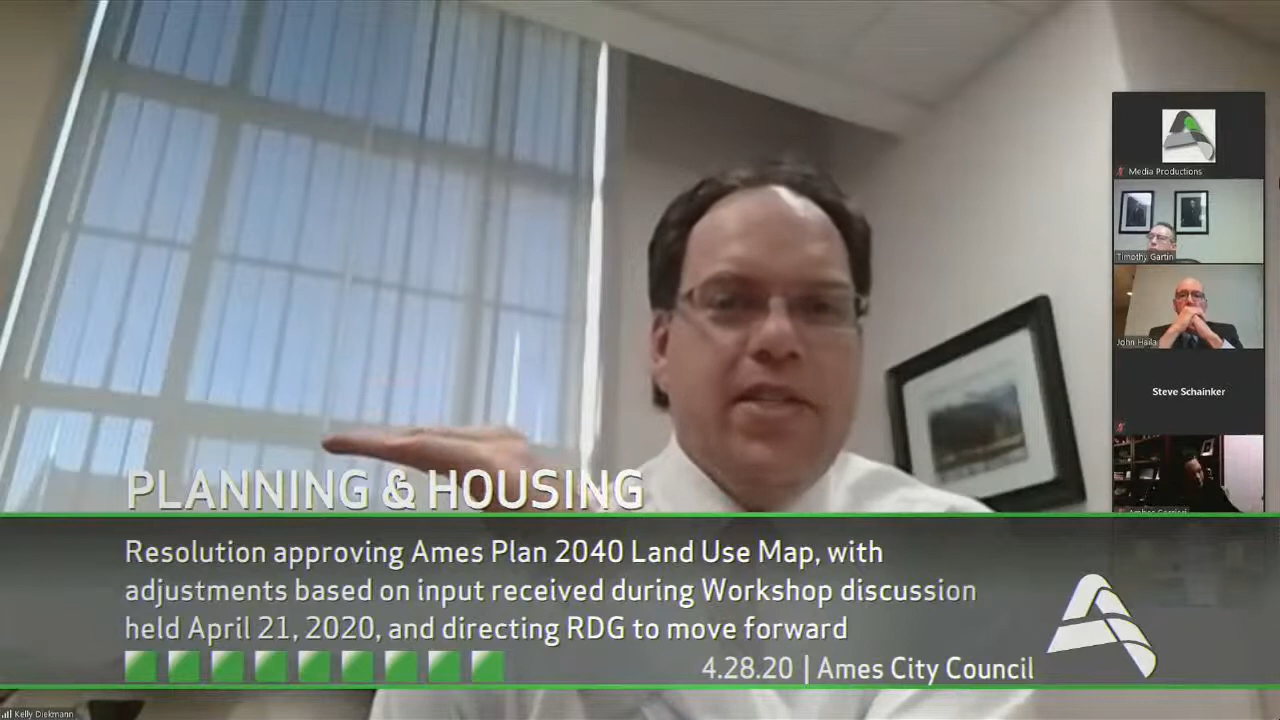 Media Productions
Timothy Gartin
John Haila
Steve Schainker
PLANNING & HOUSING
Resolution approving Ames Plan 2040 Land Use Map, with
adjustments based on input received during Workshop discussion
held April 21, 2020, and directing RDG to move forward
4.28.20 | Ames City Council
Kelly Diekmann